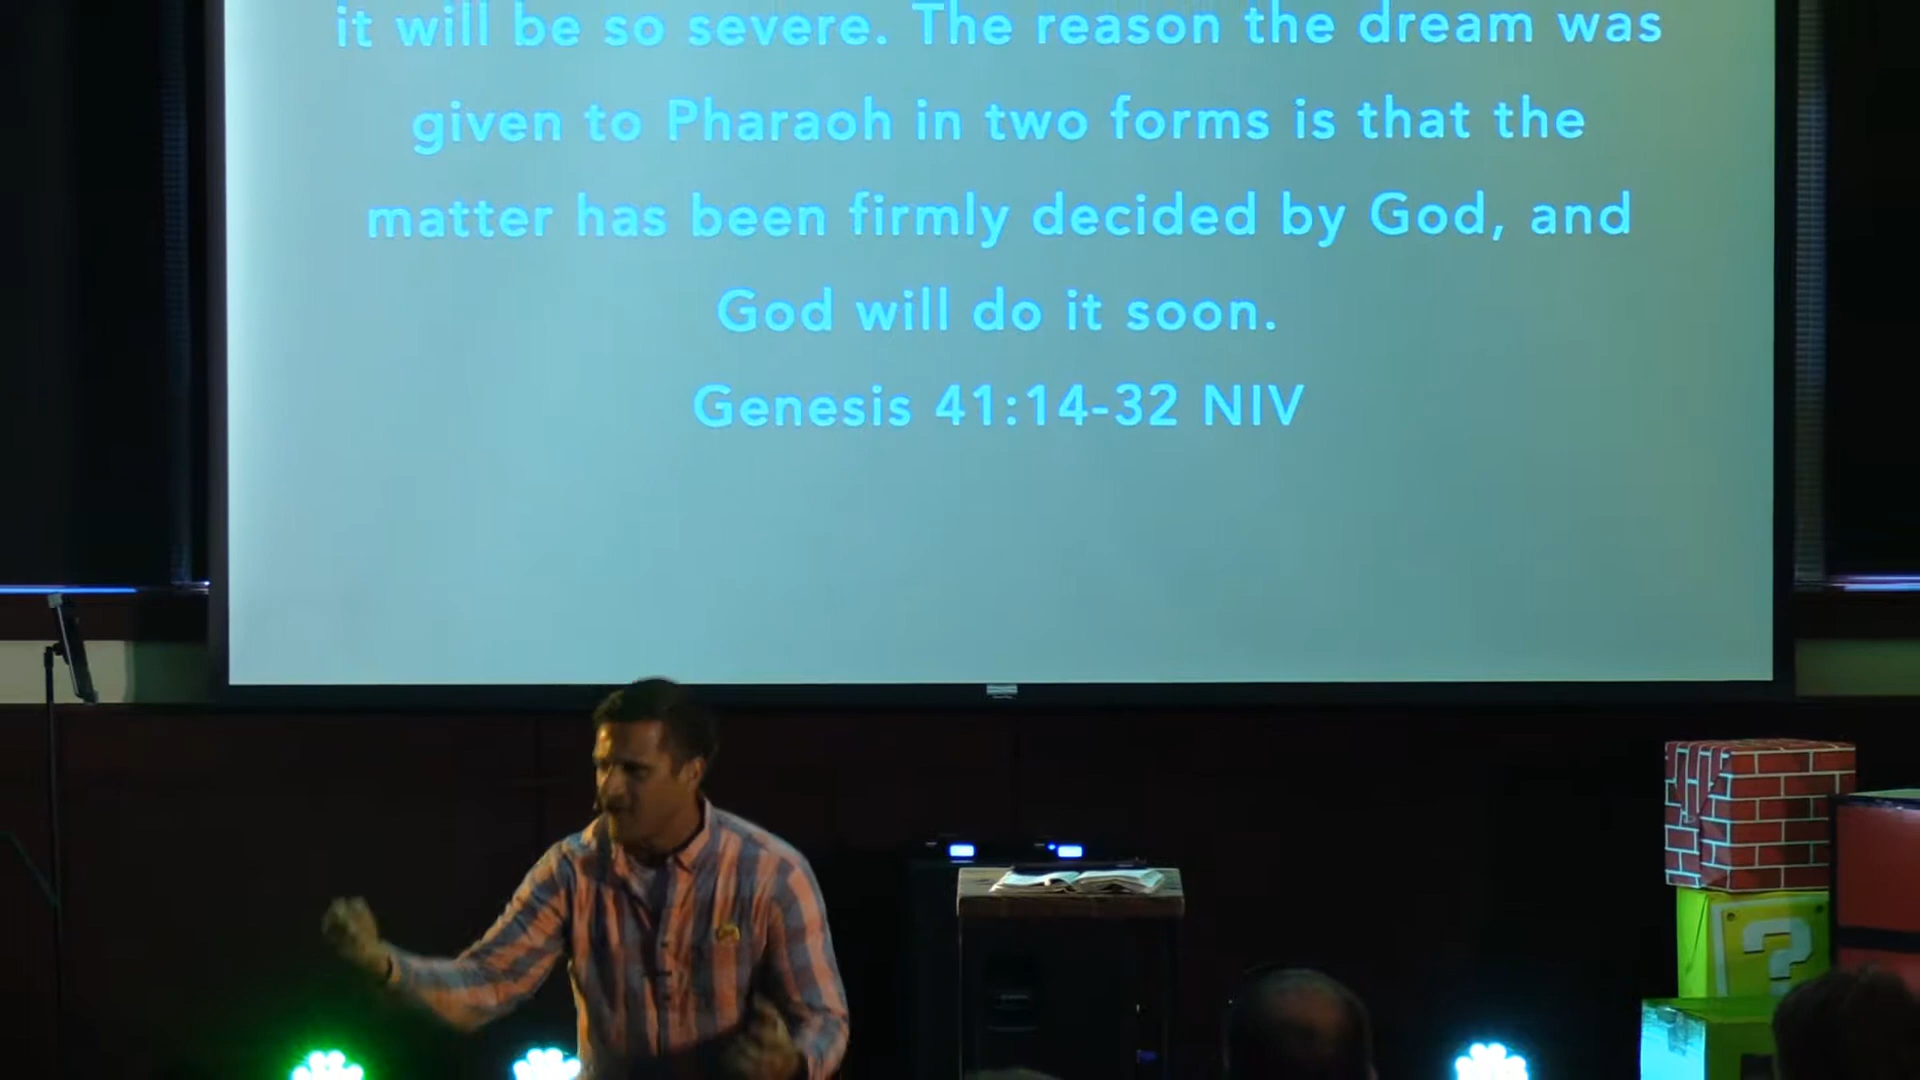 it will be so severe. The reason the dream was
given to Pharaoh in two forms is that the
matter has been firmly decided by God, and
God will do it soon.
Genesis 41:14-32 NIV
?